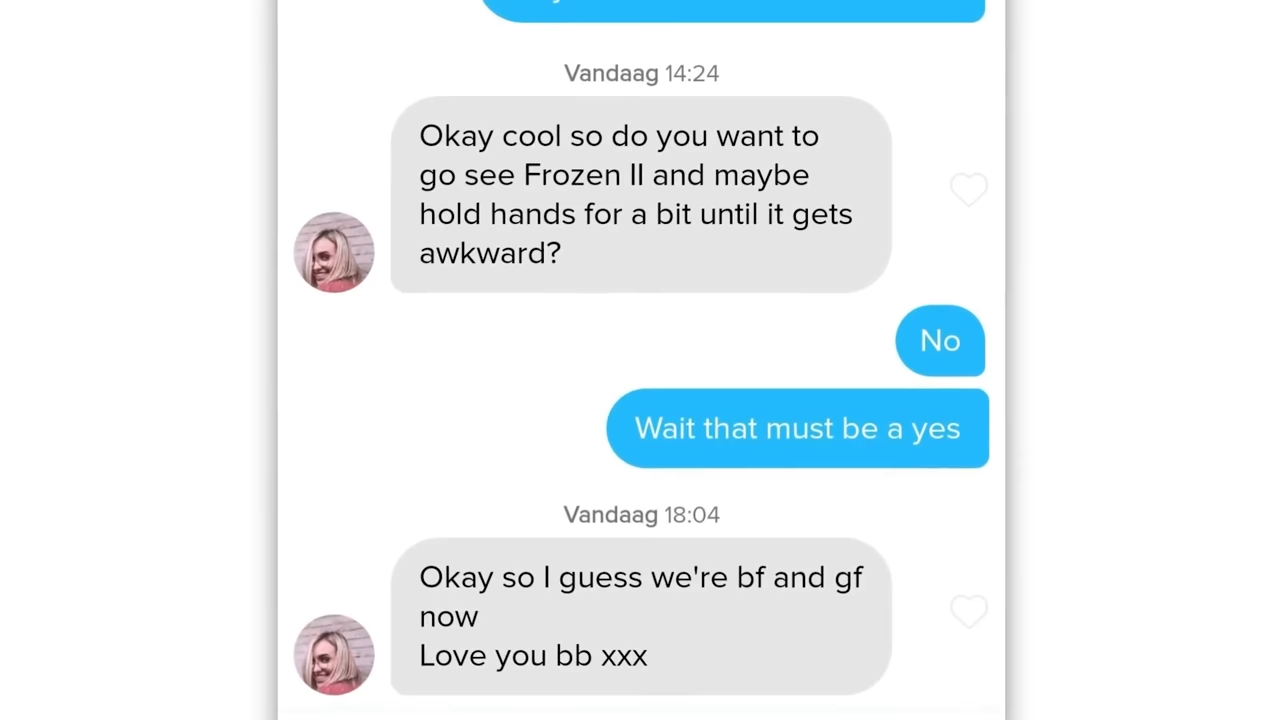 Vandaag 14:24
Okay cool so do you want to
go see Frozen II and maybe
hold hands for a bit until it gets
awkward?
No
Wait that must be a yes
Vandaag 18:04
Okay so I guess we're bf and gf
now
Love you bb xxx